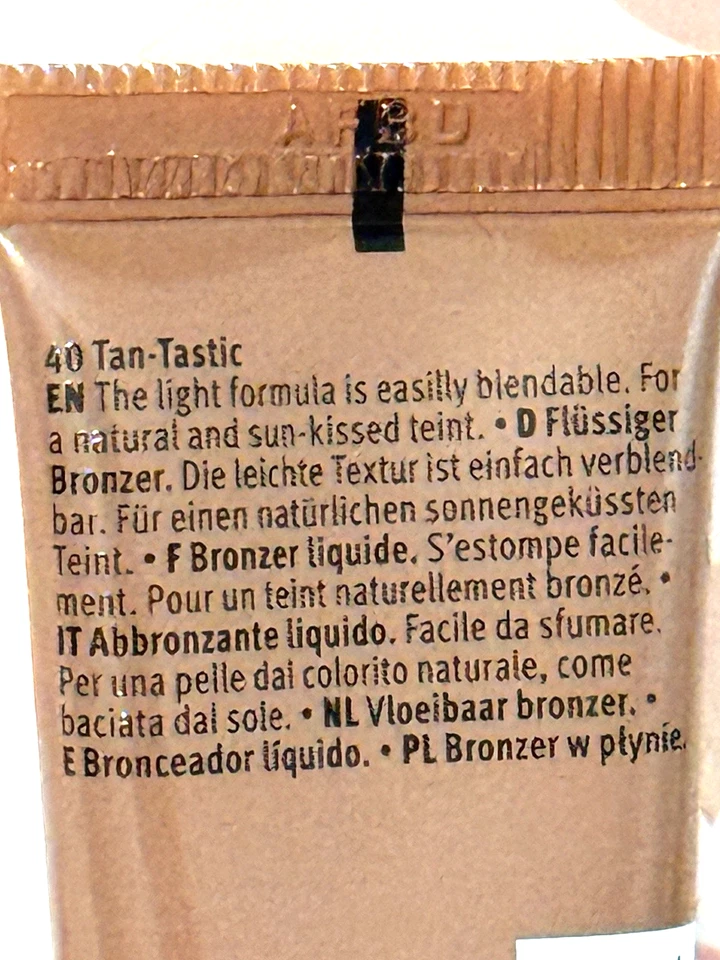 40 Tan-Tastic
EN The light formula is easilly blendable. For
a natural and sun-kissed teint. • D Flüssiger
Bronzer. Die leichte Textur ist einfach verblend-
bar. Für einen natürlichen sonnengeküssten
Teint. • F Bronzer liquide. S'estompe facile-
ment. Pour un teint naturellement bronzé. •
IT Abbronzante liquido. Facile da sfumare.
Per una pelle dal colorito naturale, come
baciata dal sole. • NL Vloeibaar bronzer. •
E Bronceador líquido. • PL Bronzer w płynie.